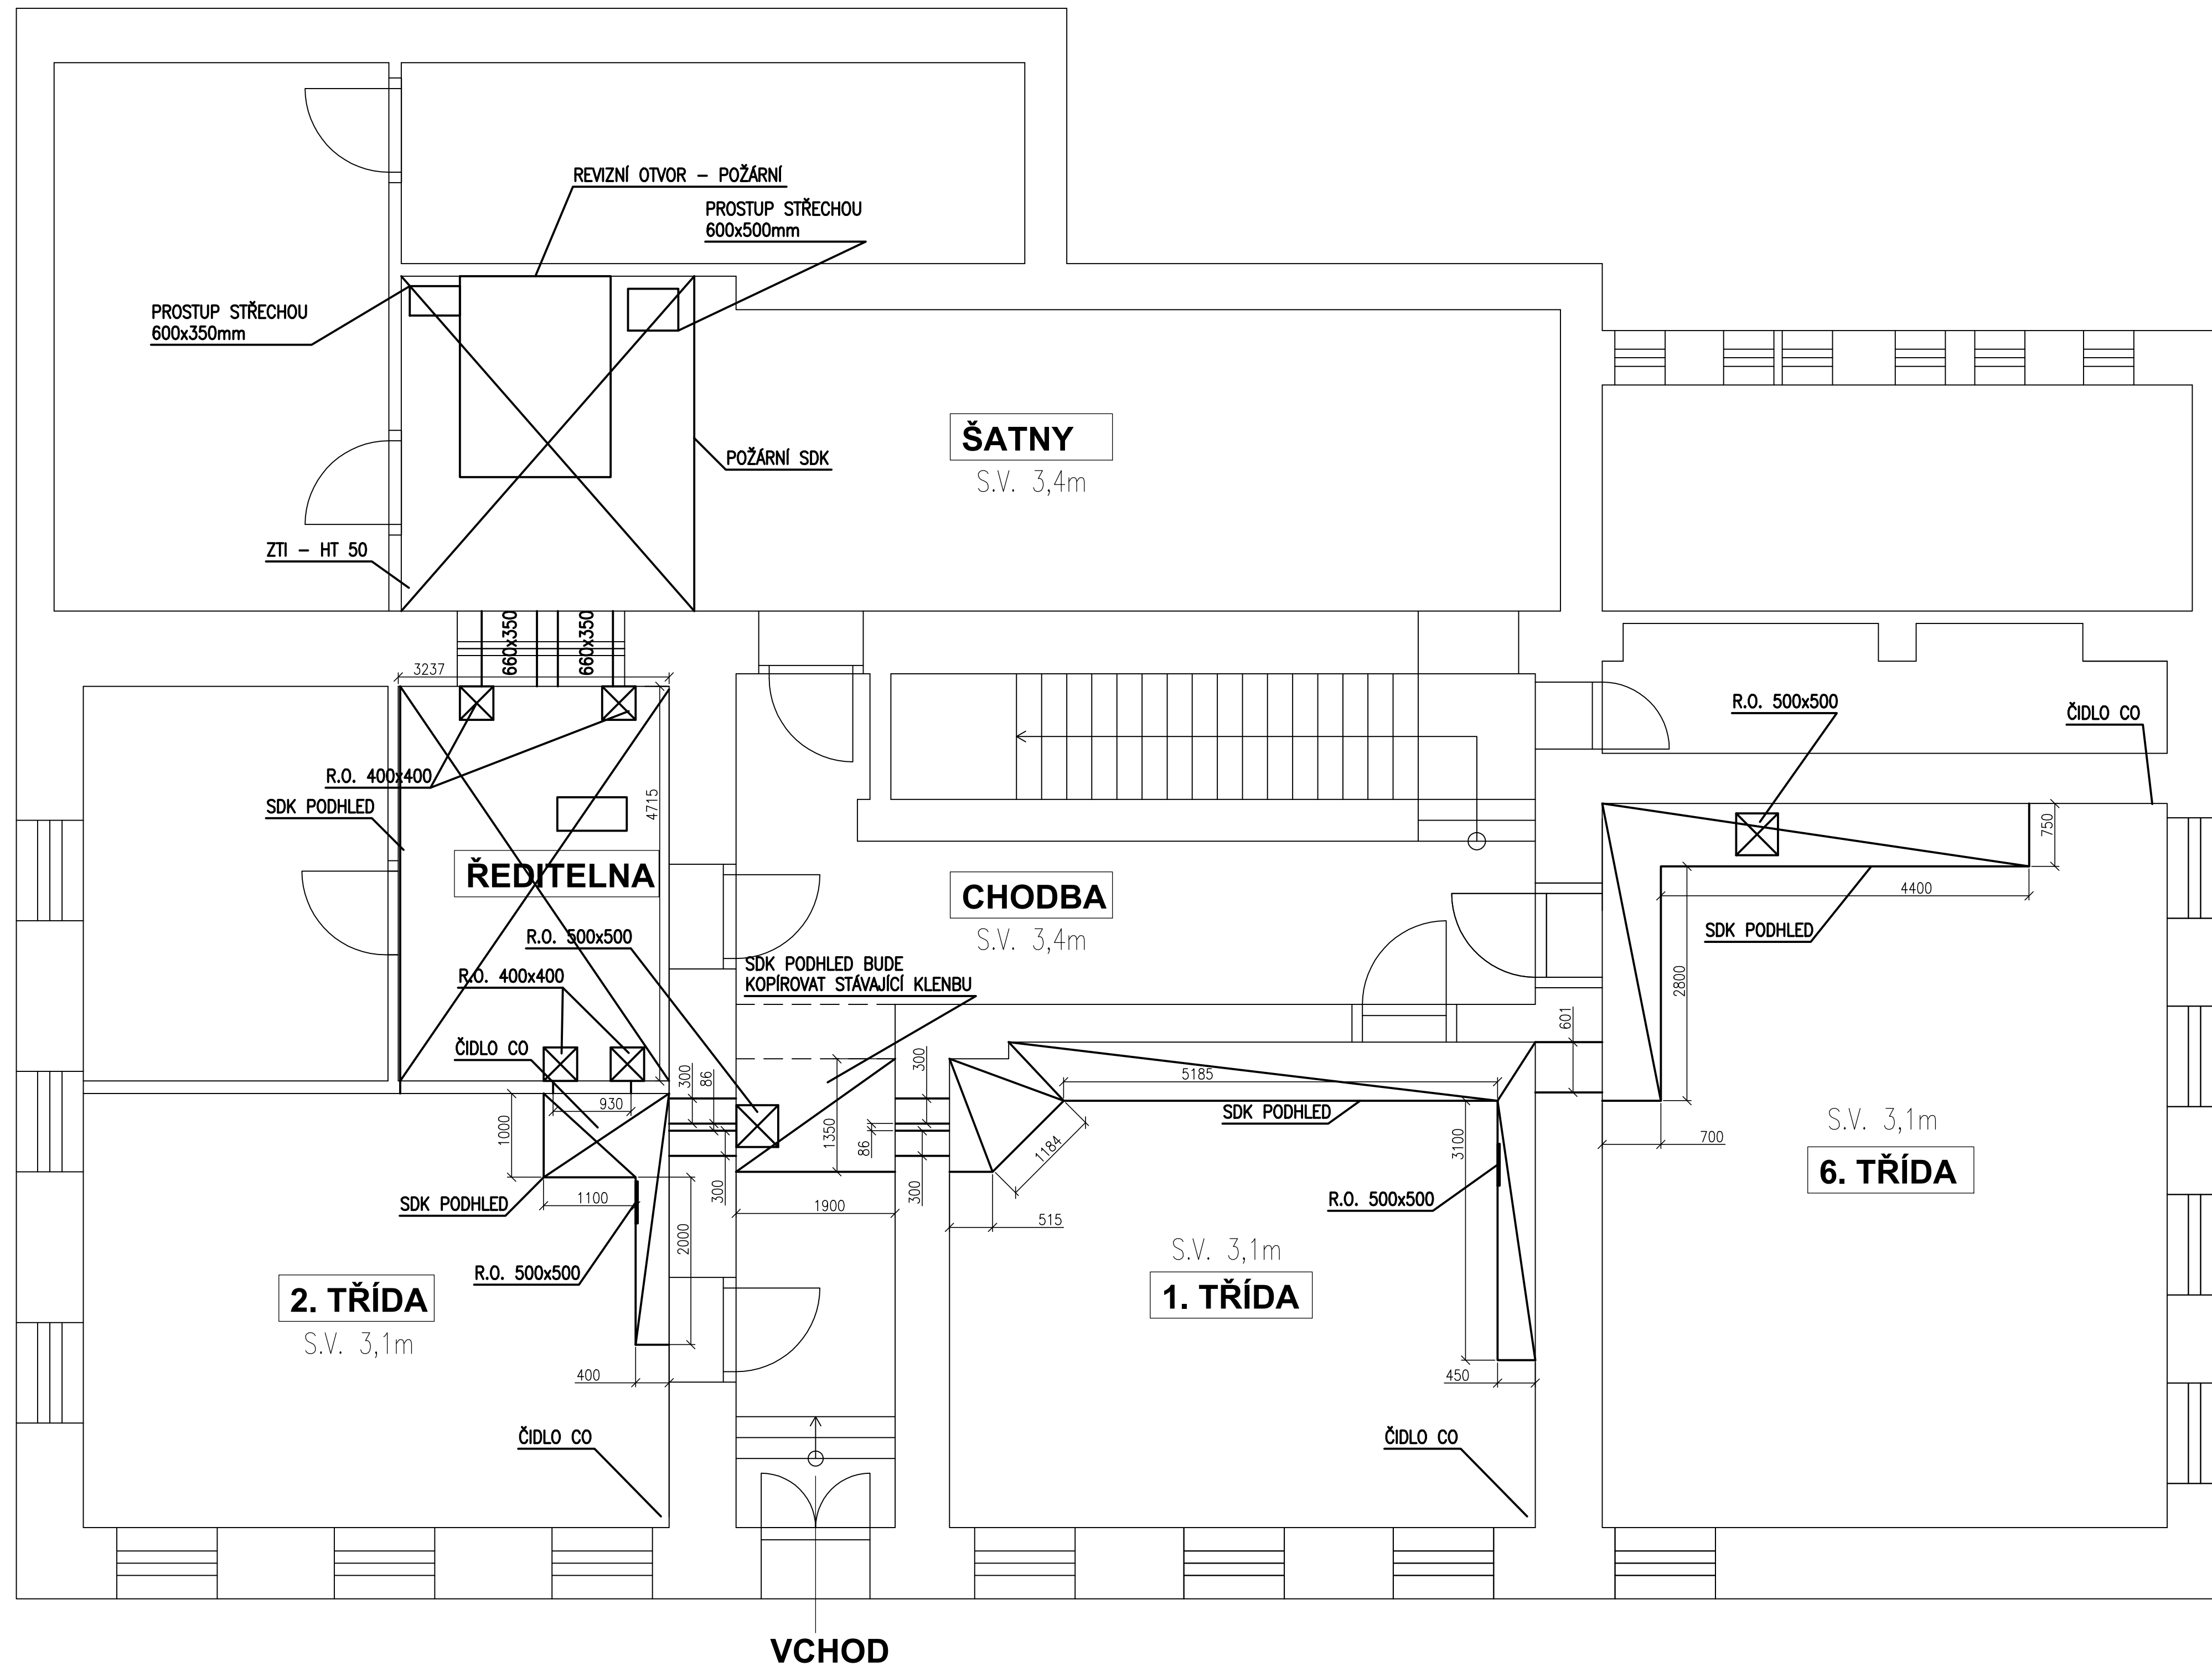 REVIZNÍ OTVOR – POŽÁRNÍ
PROSTUP STŘECHOU
600x500mm
PROSTUP STŘECHOU
600x350mm
ŠATNY
S.V. 3,4m
POŽÁRNÍ SDK
ZTI – HT 50
660x350
660x350
3237
R.O. 400x400
SDK PODHLED
4715
ŘEDITELNA
R.O. 500x500
R.O. 400x400
ČIDLO CO
CHODBA
S.V. 3,4m
SDK PODHLED BUDE
KOPÍROVAT STÁVAJÍCÍ KLENBU
R.O. 500x500
ČIDLO CO
750
4400
SDK PODHLED
2800
601
700
S.V. 3,1m
6. TŘÍDA
930
1000
300
86
300
1100
SDK PODHLED
R.O. 500x500
2000
2. TŘÍDA
S.V. 3,1m
400
ČIDLO CO
1350
1900
300
86
300
515
1184
5185
SDK PODHLED
3100
R.O. 500x500
S.V. 3,1m
1. TŘÍDA
450
ČIDLO CO
VCHOD